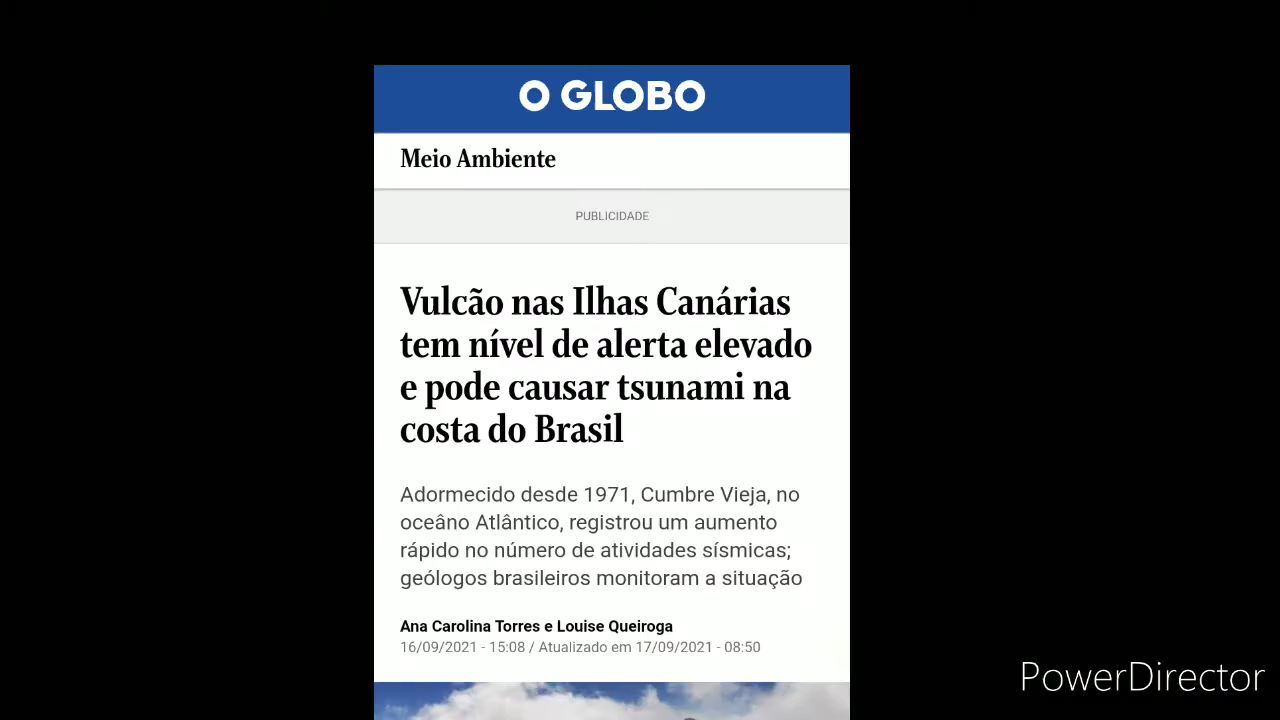 O GLOBO
Meio Ambiente
PUBLICIDADE
Vulcão nas Ilhas Canárias
tem nível de alerta elevado
e pode causar tsunami na
costa do Brasil
Adormecido desde 1971, Cumbre Vieja, no
oceâno Atlântico, registrou um aumento
rápido no número de atividades sísmicas;
geólogos brasileiros monitoram a situação
Ana Carolina Torres e Louise Queiroga
16/09/2021 - 15:08 / Atualizado em 17/09/2021 - 08:50
PowerDirector